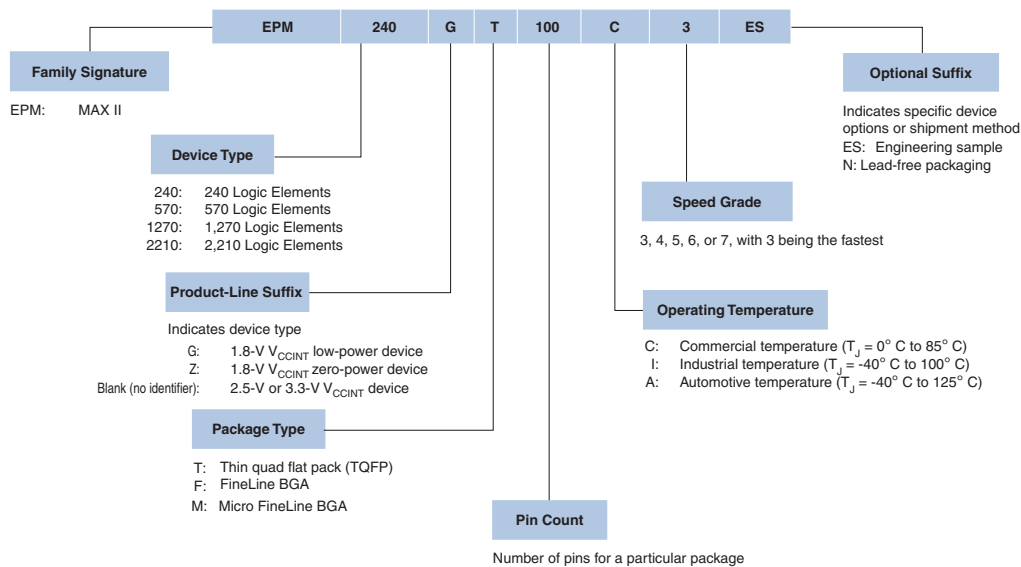 EPM 240 G T 100 C 3 ES
Family Signature
EPM: MAX II
Optional Suffix
Indicates specific device
options or shipment method
ES: Engineering sample
N: Lead-free packaging
Device Type
240: 240 Logic Elements
570: 570 Logic Elements
1270: 1,270 Logic Elements
2210: 2,210 Logic Elements
Speed Grade
3, 4, 5, 6, or 7, with 3 being the fastest
Product-Line Suffix
Indicates device type
G: 1.8-V VCCINT low-power device
Z: 1.8-V VCCINT zero-power device
Blank (no identifier): 2.5-V or 3.3-V VCCINT device
Operating Temperature
C: Commercial temperature (TJ = 0° C to 85° C)
I: Industrial temperature (TJ = -40° C to 100° C)
A: Automotive temperature (TJ = -40° C to 125° C)
Package Type
T: Thin quad flat pack (TQFP)
F: FineLine BGA
M: Micro FineLine BGA
Pin Count
Number of pins for a particular package